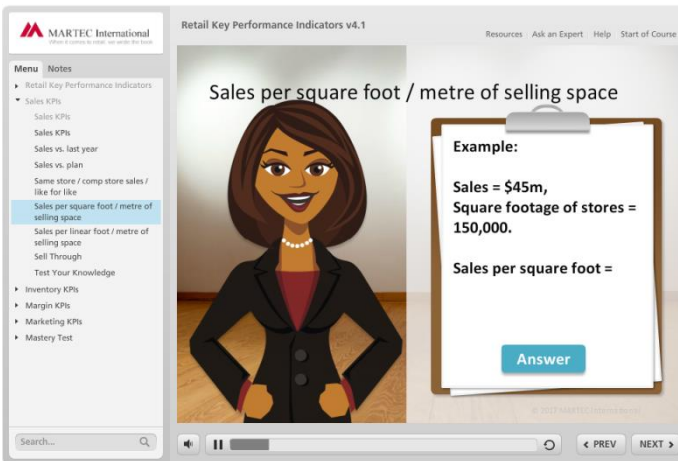 MARTEC International
When it comes to retail, we wrote the book
Retail Key Performance Indicators v4.1
Resources Ask an Expert Help Start of Course
Menu Notes
Retail Key Performance Indicators
Sales KPIs
Sales KPIs
Sales KPIs
Sales vs. last year
Sales vs. plan
Same store / comp store sales /
like for like
Sales per square foot / metre of
selling space
Sales per linear foot / metre of
selling space
Sell Through
Test Your Knowledge
Inventory KPIs
Margin KPIs
Marketing KPIs
Mastery Test
Search...
Sales per square foot / metre of selling space
Example:
Sales = $45m,
Square footage of stores =
150,000.
Sales per square foot =
Answer
© 2017 MARTEC International
PREV NEXT